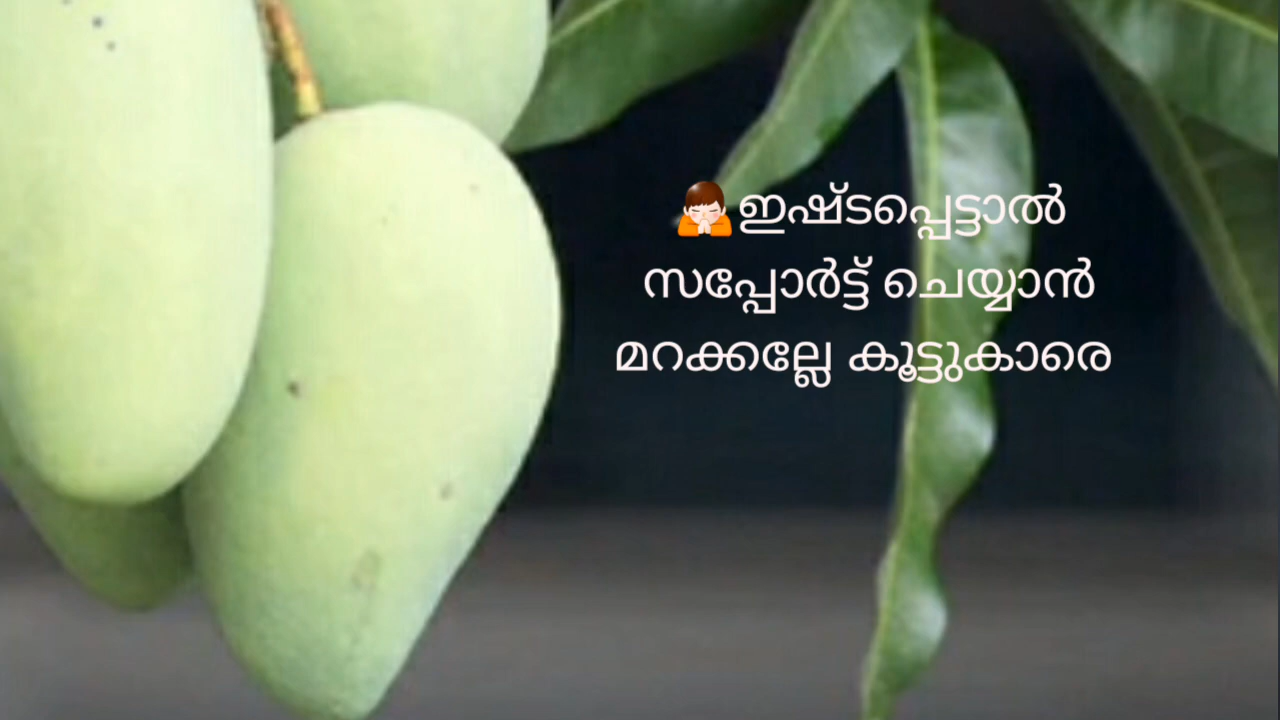 🙇ഇഷ്ടപ്പെട്ടാൽ
സപ്പോർട്ട് ചെയ്യാൻ
മറക്കല്ലേ കൂട്ടുകാരെ